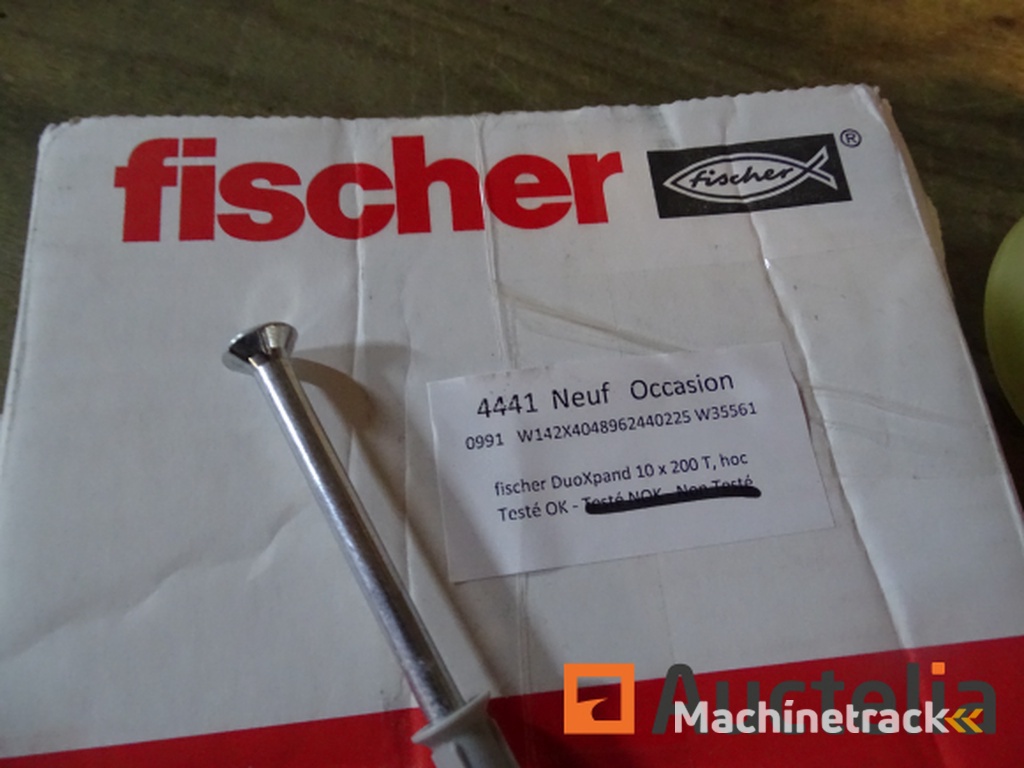 fischer
fischer ®
4441 Neuf Occasion
0991 W142X4048962440225 W35561
fischer DuoXpand 10 x 200 T, hoc
Testé OK - Testé NOK - Non Testé
Auctelia
Machinetrack